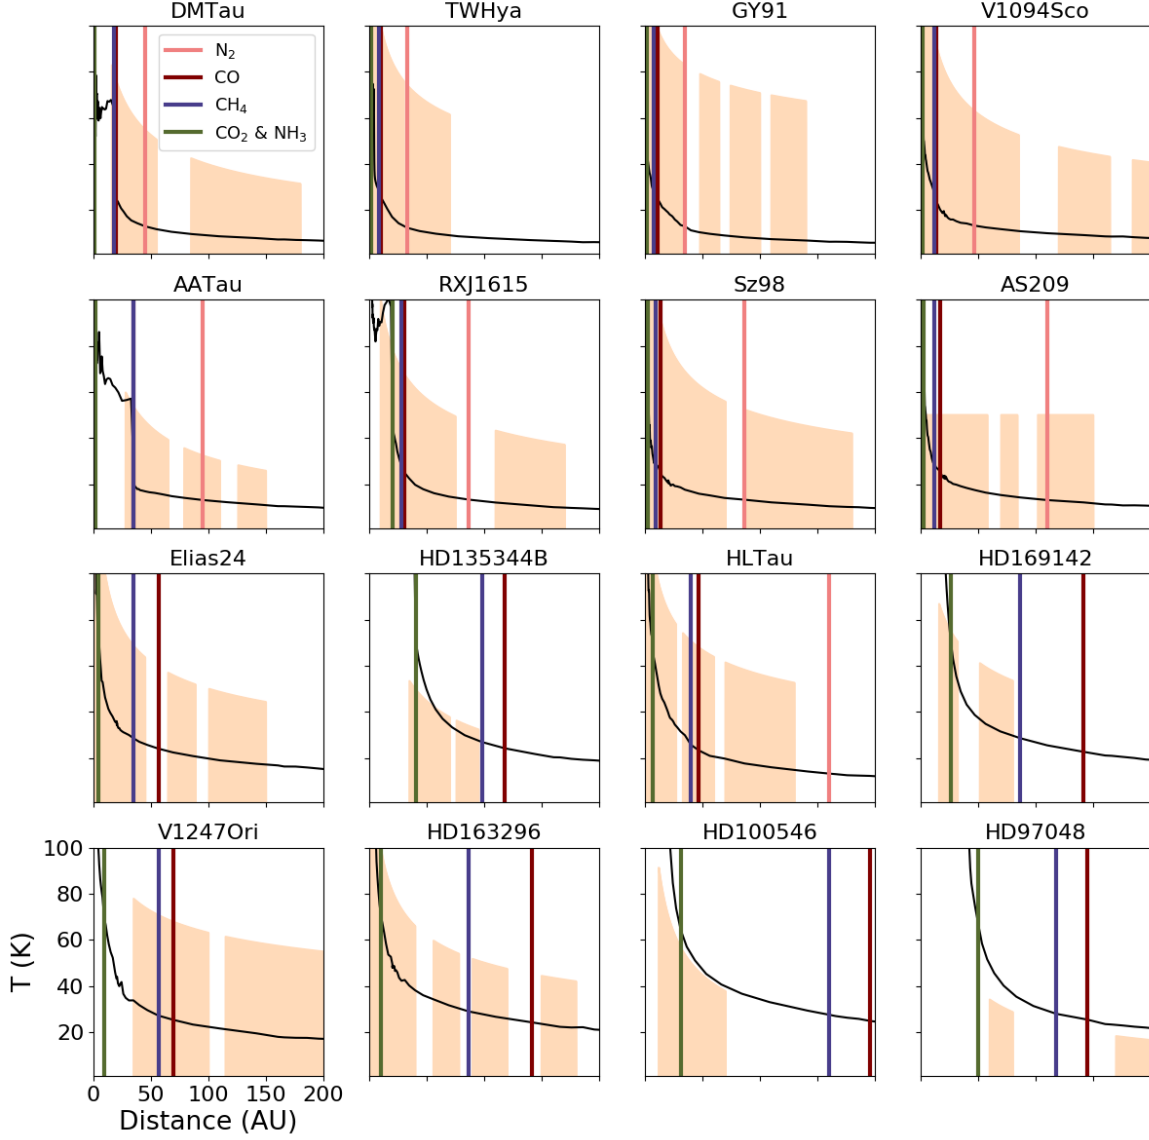 DMTau TWHya GY91 V1094Sco
N₂
CO
CH₄
CO₂ & NH₃
AATau RXJ1615 Sz98 AS209
Elias24 HD135344B HLTau HD169142
V1247Ori HD163296 HD100546 HD97048
100
80
60
40
20
T (K)
0 50 100 150 200
Distance (AU)